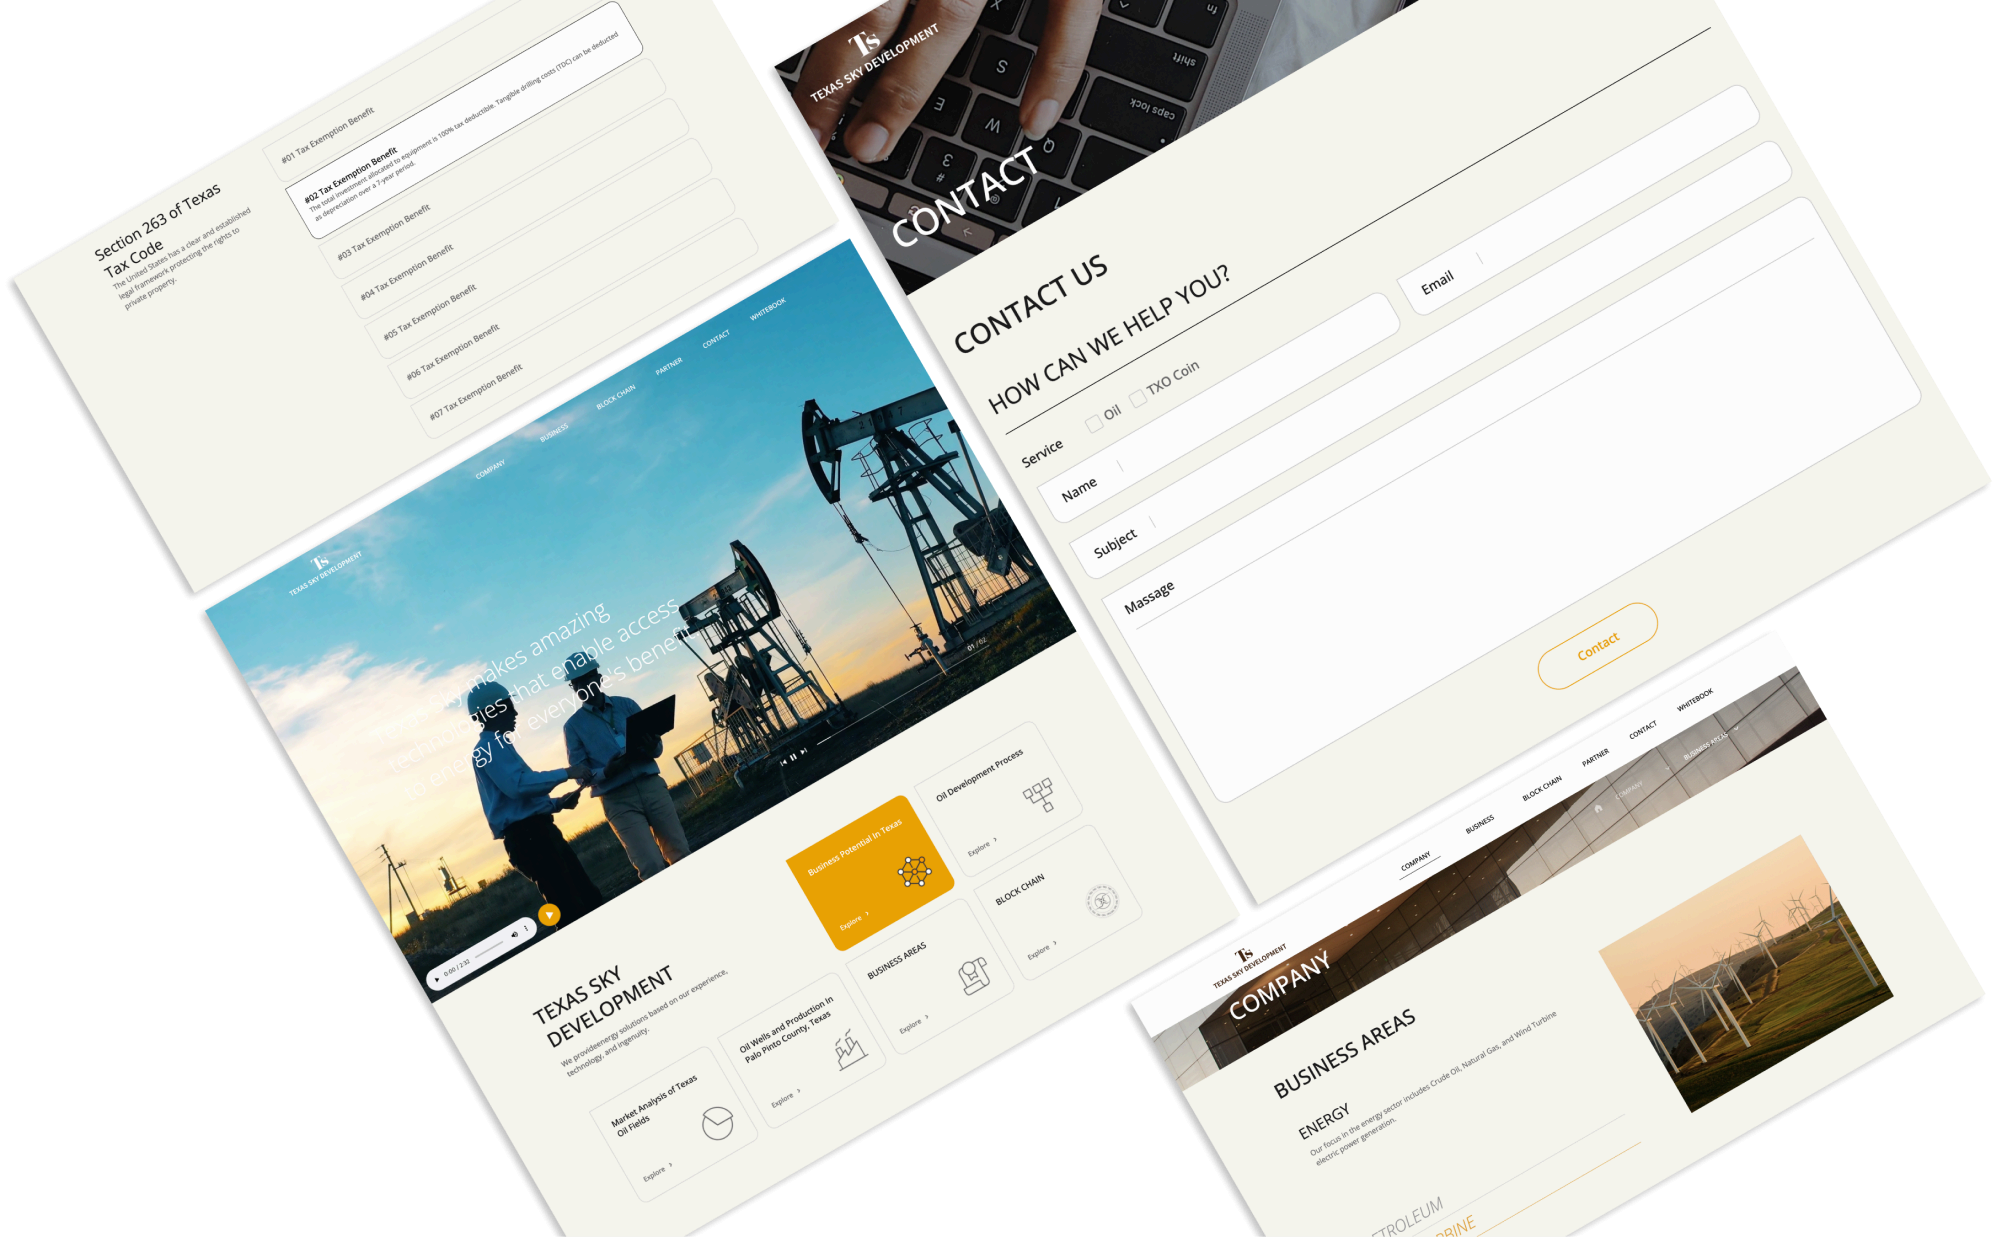 Section 263 of Texas
Tax Code
The United States has a clear and established
legal framework protecting the rights to
private property.
#01 Tax Exemption Benefit
#02 Tax Exemption Benefit
The total investment allocated to equipment is 100% tax deductible. Tangible drilling costs (TDC) can be deducted
as depreciation over a 7-year period.
#03 Tax Exemption Benefit
#04 Tax Exemption Benefit
#05 Tax Exemption Benefit
#06 Tax Exemption Benefit
#07 Tax Exemption Benefit
Ts
TEXAS SKY DEVELOPMENT
COMPANY
BUSINESS
BLOCK CHAIN
PARTNER
CONTACT
WHITEBOOK
sky makes amazing
technologies that enable access
to energy for everyone's benefit
01 / 02
0:00 / 2:32
TEXAS SKY
DEVELOPMENT
We provideenergy solutions based on our experience,
technology, and ingenuity.
Business Potential In Texas
Explore
Oil Development Process
Explore
Market Analysis of Texas
Oil Fields
Explore
Oil Wells and Production In
Palo Pinto County, Texas
Explore
BUSINESS AREAS
Explore
BLOCK CHAIN
Explore
Ts
TEXAS SKY DEVELOPMENT
fn
shift
caps lock
S
E
W
Q
3
#
@
2
CONTACT
CONTACT US
HOW CAN WE HELP YOU?
Service
Oil
TXO Coin
Name
Email
Subject
Massage
Contact
Ts
TEXAS SKY DEVELOPMENT
COMPANY
BUSINESS
BLOCK CHAIN
PARTNER
CONTACT
WHITEBOOK
COMPANY
COMPANY
BUSINESS AREAS
BUSINESS AREAS
ENERGY
Our focus in the energy sector includes Crude Oil, Natural Gas, and Wind Turbine
electric power generation.
TROLEUM
BINE